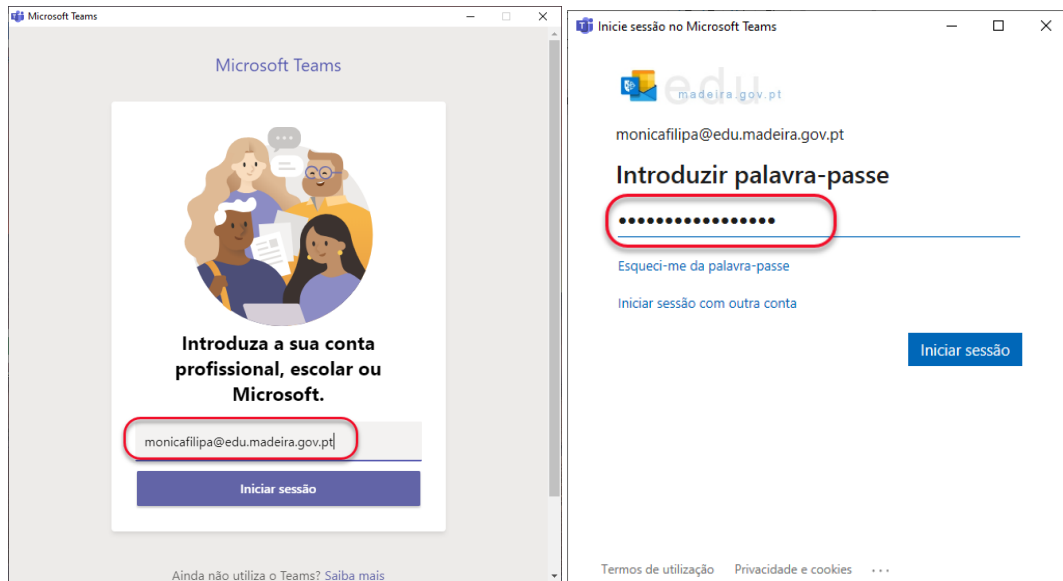 Microsoft Teams
Microsoft Teams
Introduza a sua conta
profissional, escolar ou
Microsoft.
monicafilipa@edu.madeira.gov.pt
Iniciar sessão
Ainda não utiliza o Teams? Saiba mais
Inicie sessão no Microsoft Teams
edu
madeira.gov.pt
monicafilipa@edu.madeira.gov.pt
Introduzir palavra-passe
•••••••••••••••••
Esqueci-me da palavra-passe
Iniciar sessão com outra conta
Iniciar sessão
Termos de utilização Privacidade e cookies ...